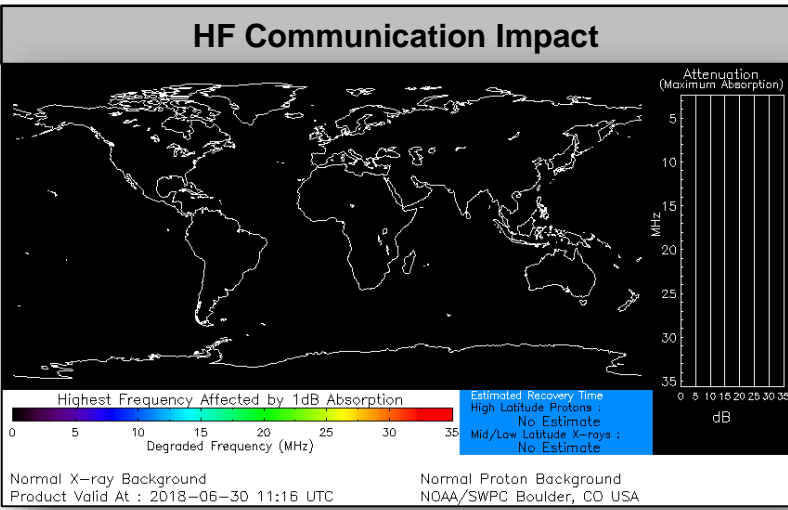 HF Communication Impact
Attenuation
(Maximum Absorption)
5
10
15
MHz
20
25
30
35
0 5 10 15 20 25 30 35
dB
Highest Frequency Affected by 1dB Absorption
0 5 10 15 20 25 30 35
Degraded Frequency (MHz)
Estimated Recovery Time
High Latitude Protons :
No Estimate
Mid/Low Latitude X-rays :
No Estimate
Normal X-ray Background
Normal Proton Background
Product Valid At : 2018-06-30 11:16 UTC
NOAA/SWPC Boulder, CO USA